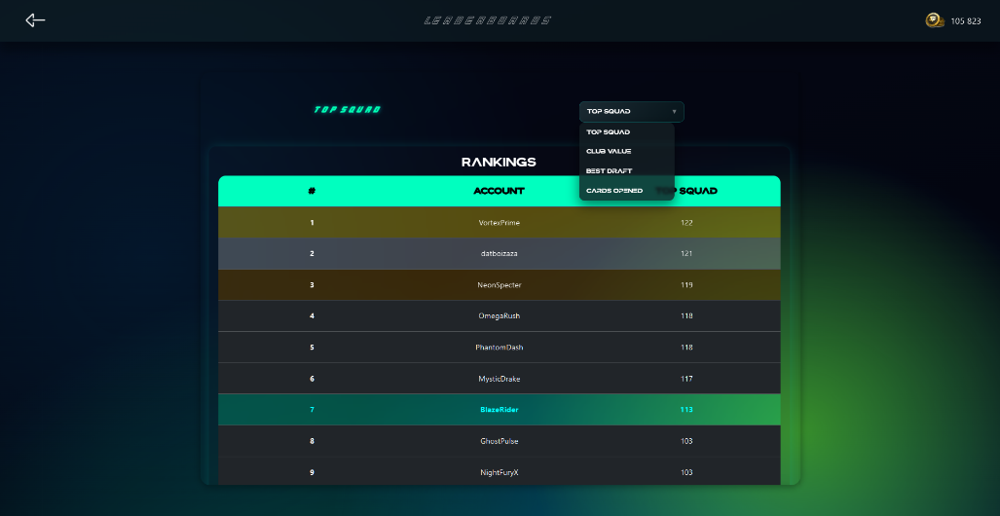 LEADERBOARDS
105 823
TOP SQUAD
TOP SQUAD ▼
TOP SQUAD
CLUB VALUE
BEST DRAFT
CARDS OPENED
RANKINGS
# ACCOUNT TOP SQUAD
1 VortexPrime 122
2 datboizaza 121
3 NeonSpecter 119
4 OmegaRush 118
5 PhantomDash 118
6 MysticDrake 117
7 BlazeRider 113
8 GhostPulse 103
9 NightFuryX 103